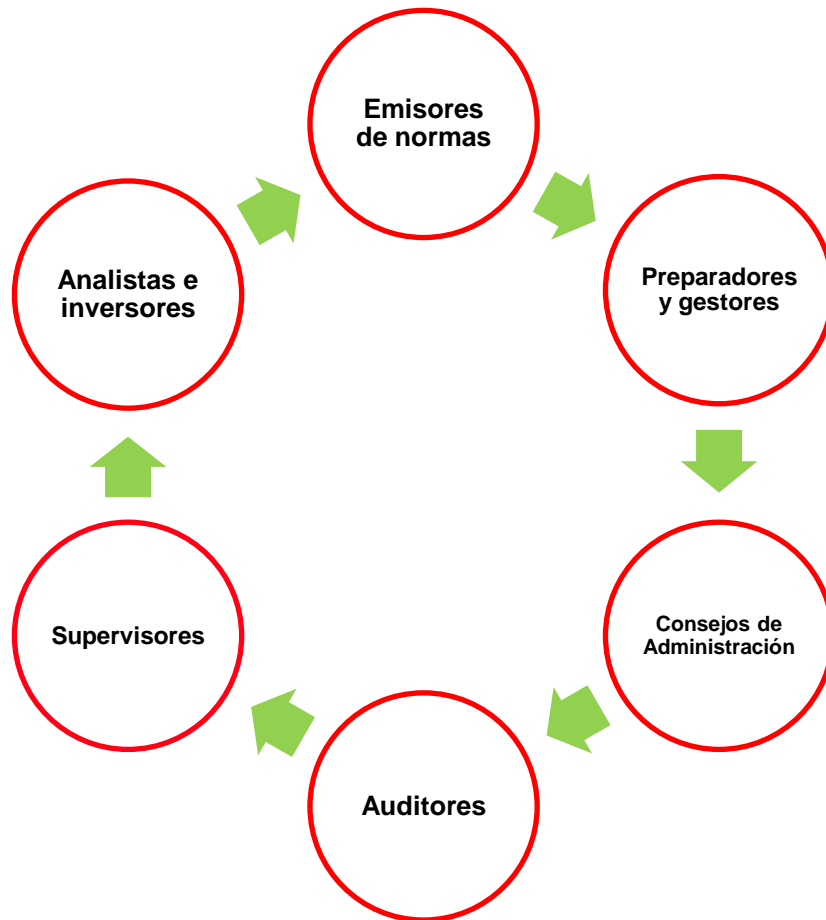 Emisores
de normas
Preparadores
y gestores
Consejos de
Administración
Auditores
Supervisores
Analistas e
inversores